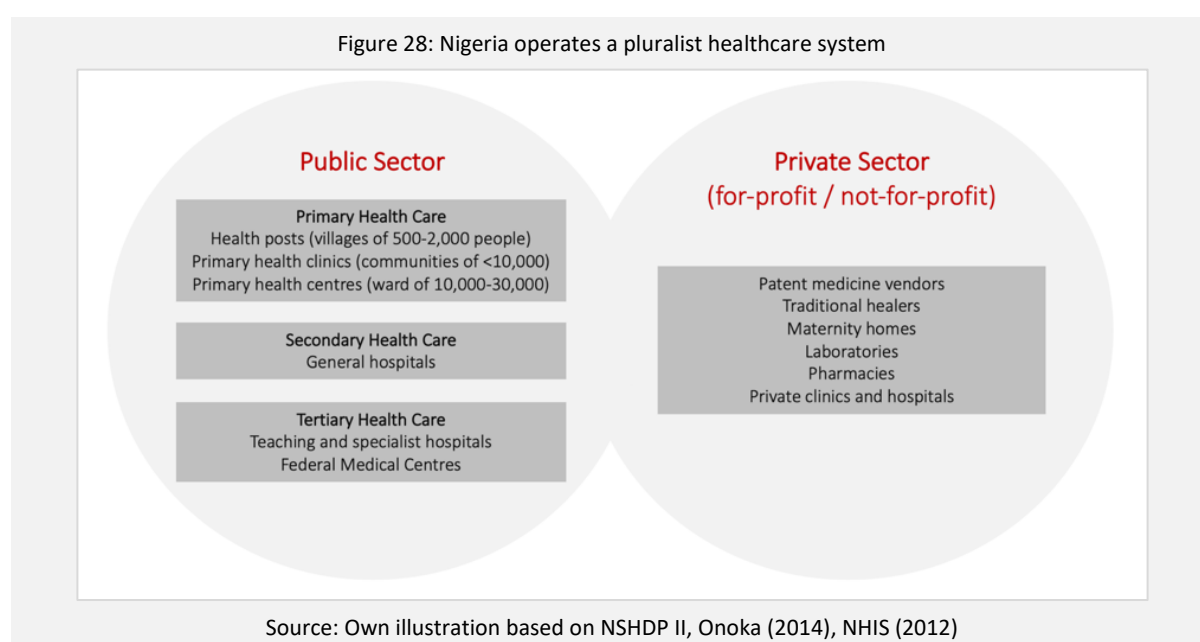 Figure 28: Nigeria operates a pluralist healthcare system
Public Sector
Primary Health Care
Health posts (villages of 500-2,000 people)
Primary health clinics (communities of <10,000)
Primary health centres (ward of 10,000-30,000)
Secondary Health Care
General hospitals
Tertiary Health Care
Teaching and specialist hospitals
Federal Medical Centres
Private Sector
(for-profit / not-for-profit)
Patent medicine vendors
Traditional healers
Maternity homes
Laboratories
Pharmacies
Private clinics and hospitals
Source: Own illustration based on NSHDP II, Onoka (2014), NHIS (2012)